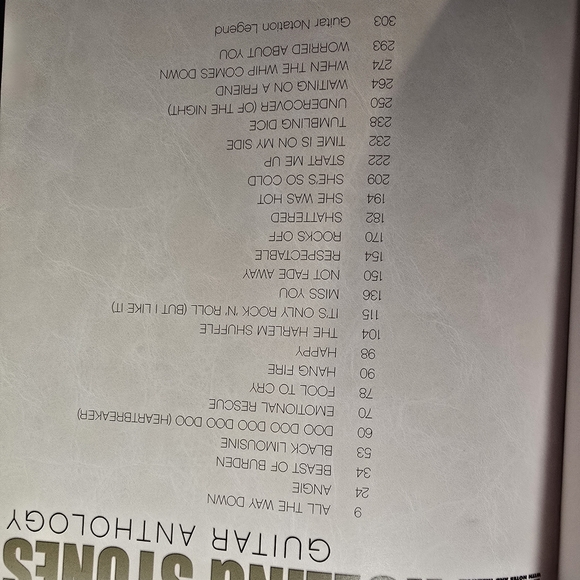 STONES
GUITAR ANTHOLOGY
9 ALL THE WAY DOWN
24 ANGIE
34 BEAST OF BURDEN
53 BLACK LIMOUSINE
60 DOO DOO DOO DOO DOO (HEARTBREAKER)
70 EMOTIONAL RESCUE
78 FOOL TO CRY
90 HANG FIRE
98 HAPPY
104 THE HARLEM SHUFFLE
115 IT'S ONLY ROCK 'N' ROLL (BUT I LIKE IT)
136 MISS YOU
150 NOT FADE AWAY
154 RESPECTABLE
170 ROCKS OFF
182 SHATTERED
194 SHE WAS HOT
209 SHE'S SO COLD
222 START ME UP
232 TIME IS ON MY SIDE
238 TUMBLING DICE
250 UNDERCOVER (OF THE NIGHT)
264 WAITING ON A FRIEND
274 WHEN THE WHIP COMES DOWN
293 WORRIED ABOUT YOU
303 Guitar Notation Legend